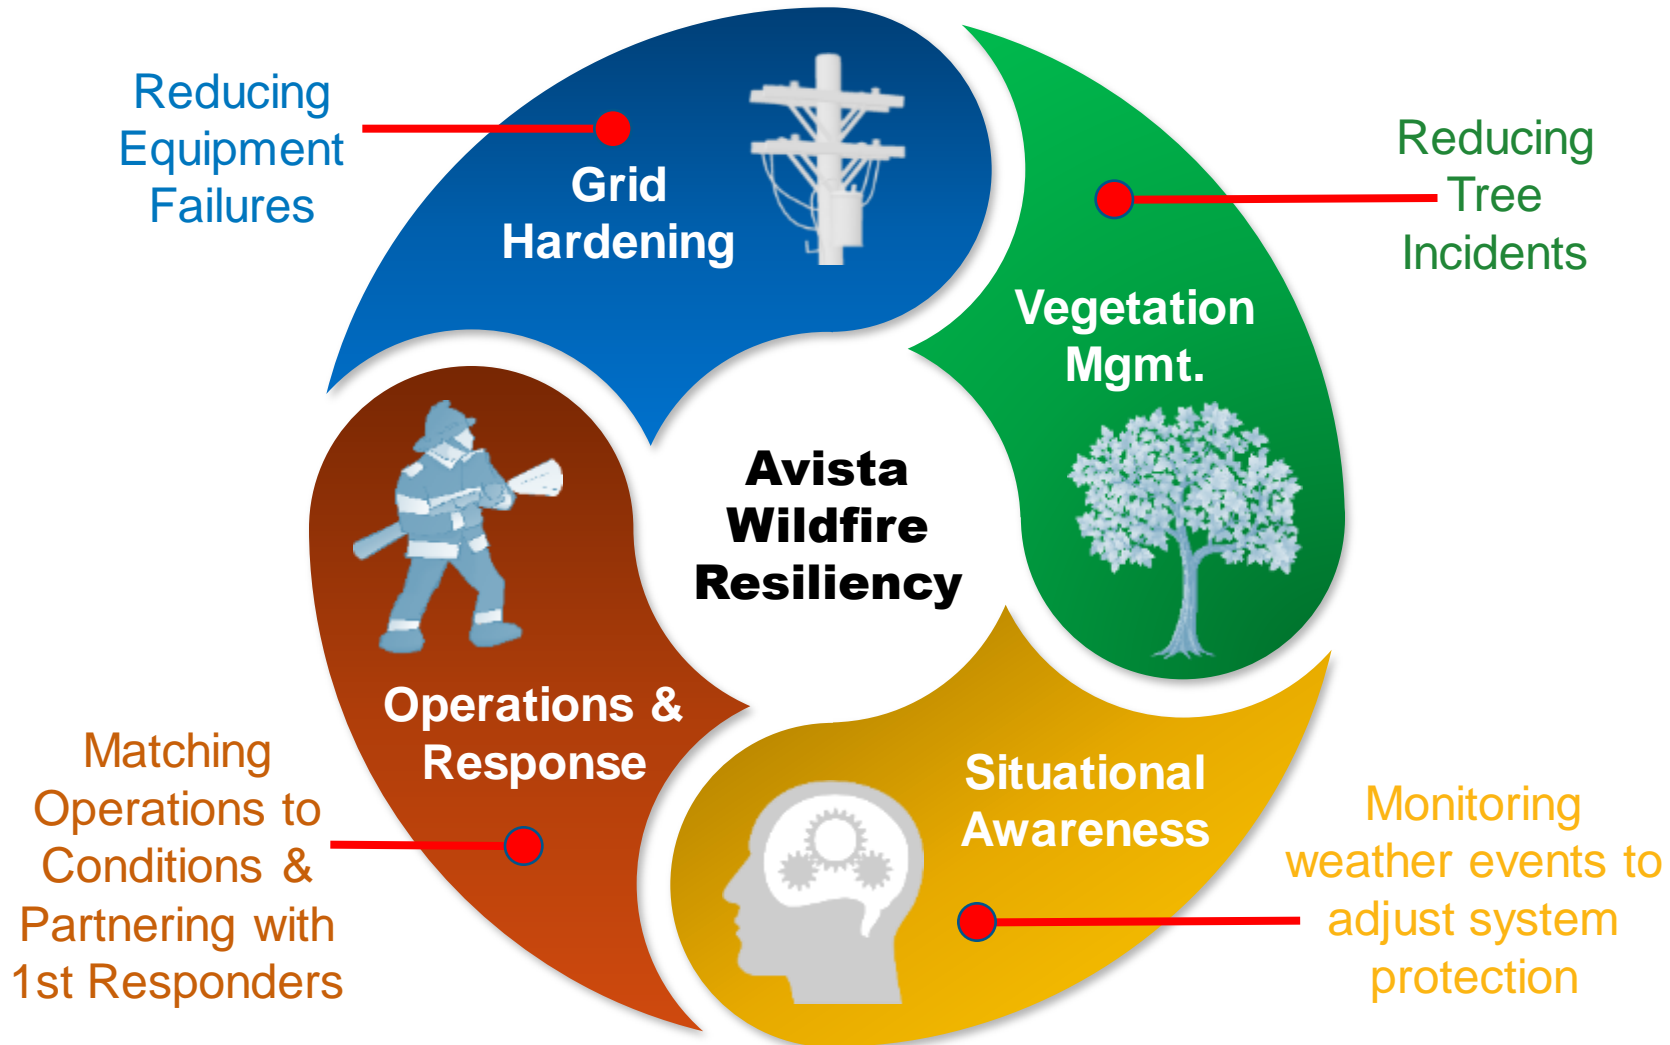 Reducing
Equipment
Failures
Grid
Hardening
Reducing
Tree
Incidents
Vegetation
Mgmt.
Avista
Wildfire
Resiliency
Operations &
Response
Matching
Operations to
Conditions &
Partnering with
1st Responders
Situational
Awareness
Monitoring
weather events to
adjust system
protection